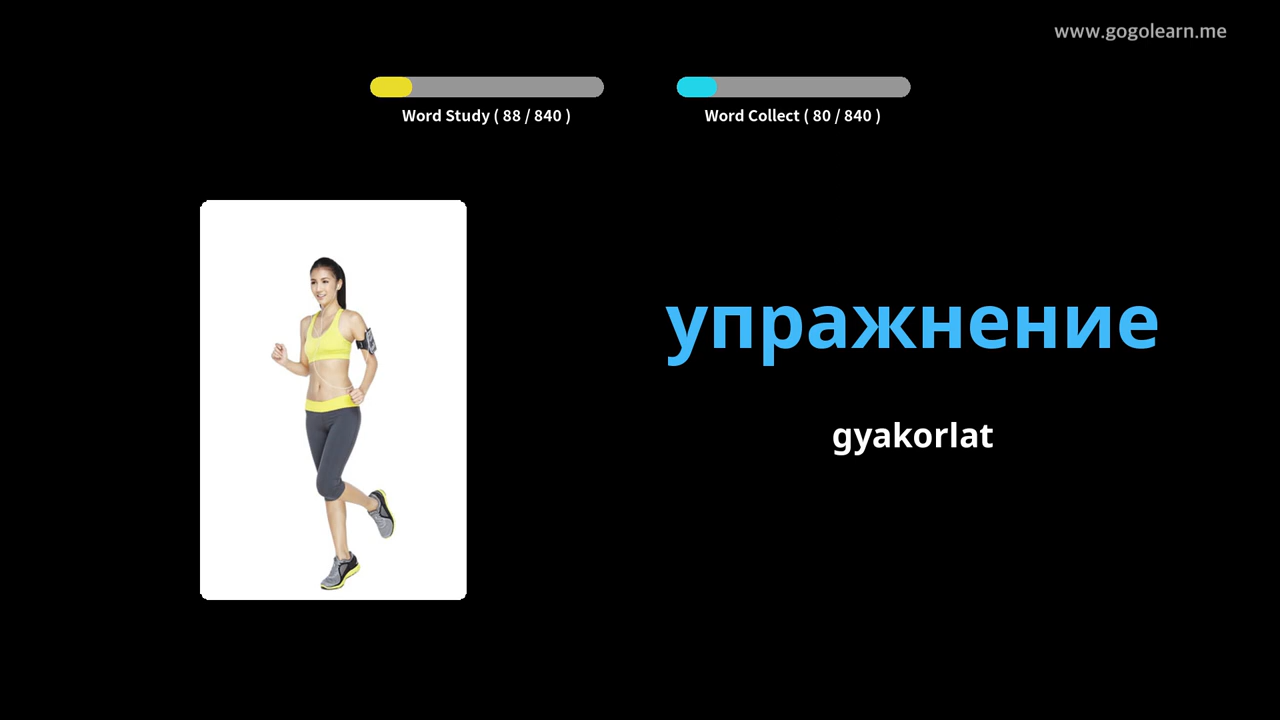 www.gogolearn.me
Word Study ( 88 / 840 )
Word Collect ( 80 / 840 )
упражнение
gyakorlat